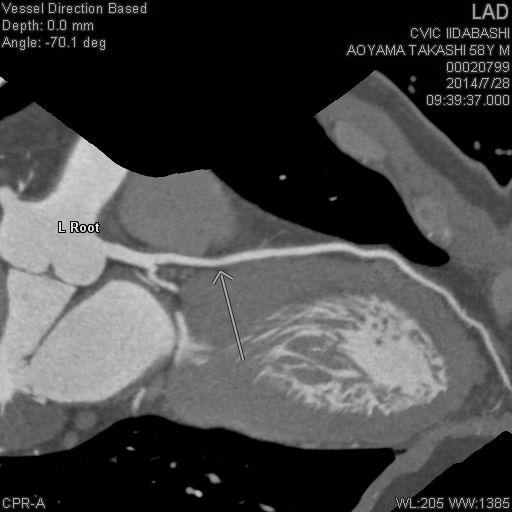 Vessel Direction Based
Depth: 0.0 mm
Angle: -70.1 deg
LAD
CVIC IIDABASHI
AOYAMA TAKASHI 58Y M
00020799
2014/7/28
09:39:37.000
L Root
CPR-A
WL:205 WW:1385